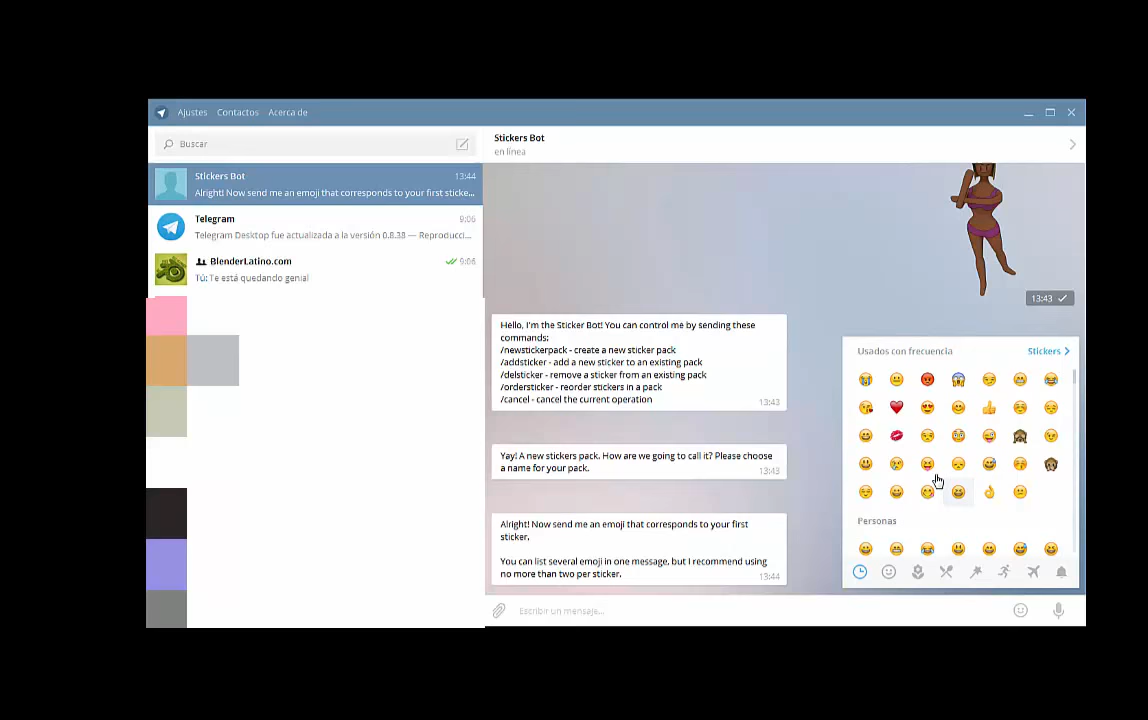 Ajustes Contactos Acerca de
Buscar
Stickers Bot
en línea
Stickers Bot 13:44
Alright! Now send me an emoji that corresponds to your first sticke...
Telegram 9:06
Telegram Desktop fue actualizada a la versión 0.8.38 — Reproducci...
BlenderLatino.com 9:06
Tú: Te está quedando genial
13:43
Hello, I'm the Sticker Bot! You can control me by sending these
commands:
/newstickerpack - create a new sticker pack
/addsticker - add a new sticker to an existing pack
/delsticker - remove a sticker from an existing pack
/ordersticker - reorder stickers in a pack
/cancel - cancel the current operation
13:43
Yay! A new stickers pack. How are we going to call it? Please choose
a name for your pack.
13:43
Alright! Now send me an emoji that corresponds to your first
sticker.
You can list several emoji in one message, but I recommend using
no more than two per sticker.
13:44
Usados con frecuencia Stickers
Personas
Escribir un mensaje...